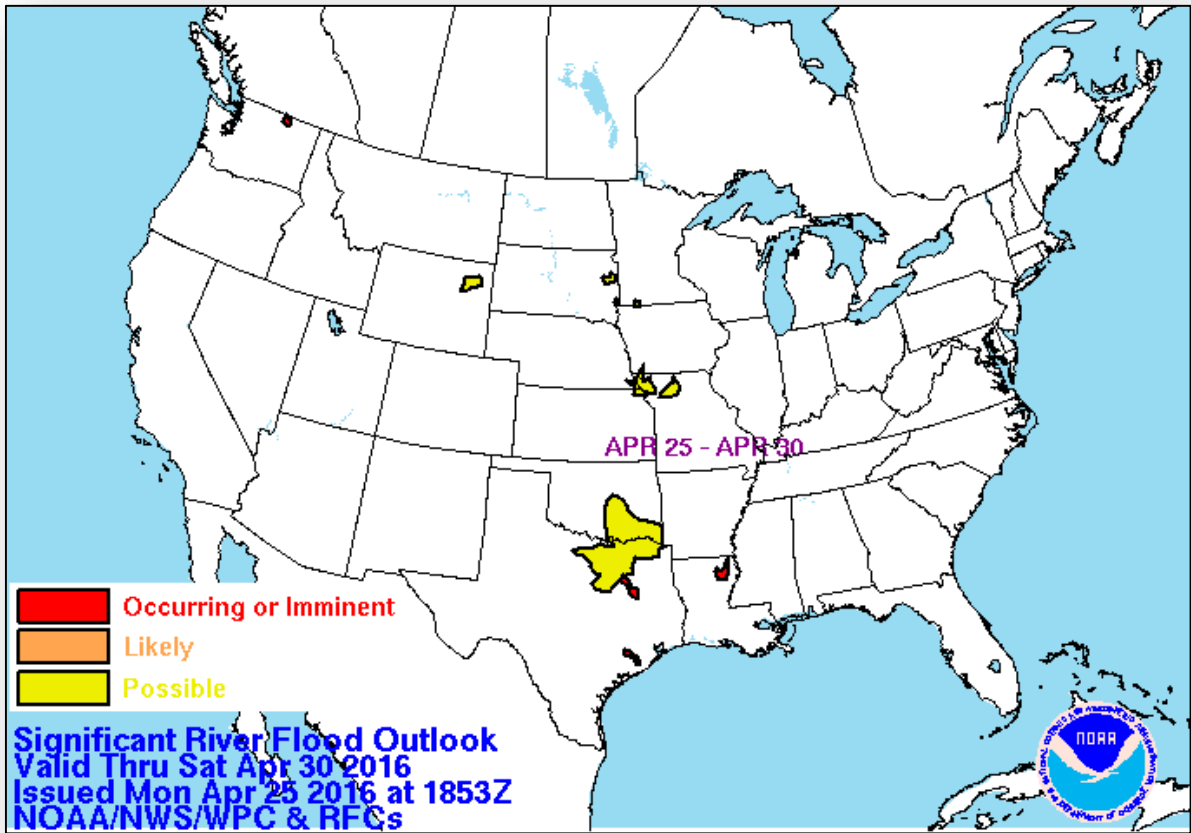 APR 25 - APR 30
Occurring or Imminent
Likely
Possible
Significant River Flood Outlook
Valid Thru Sat Apr 30 2016
Issued Mon Apr 25 2016 at 1853Z
NOAA/NWS/WPC & RFCs
NOAA